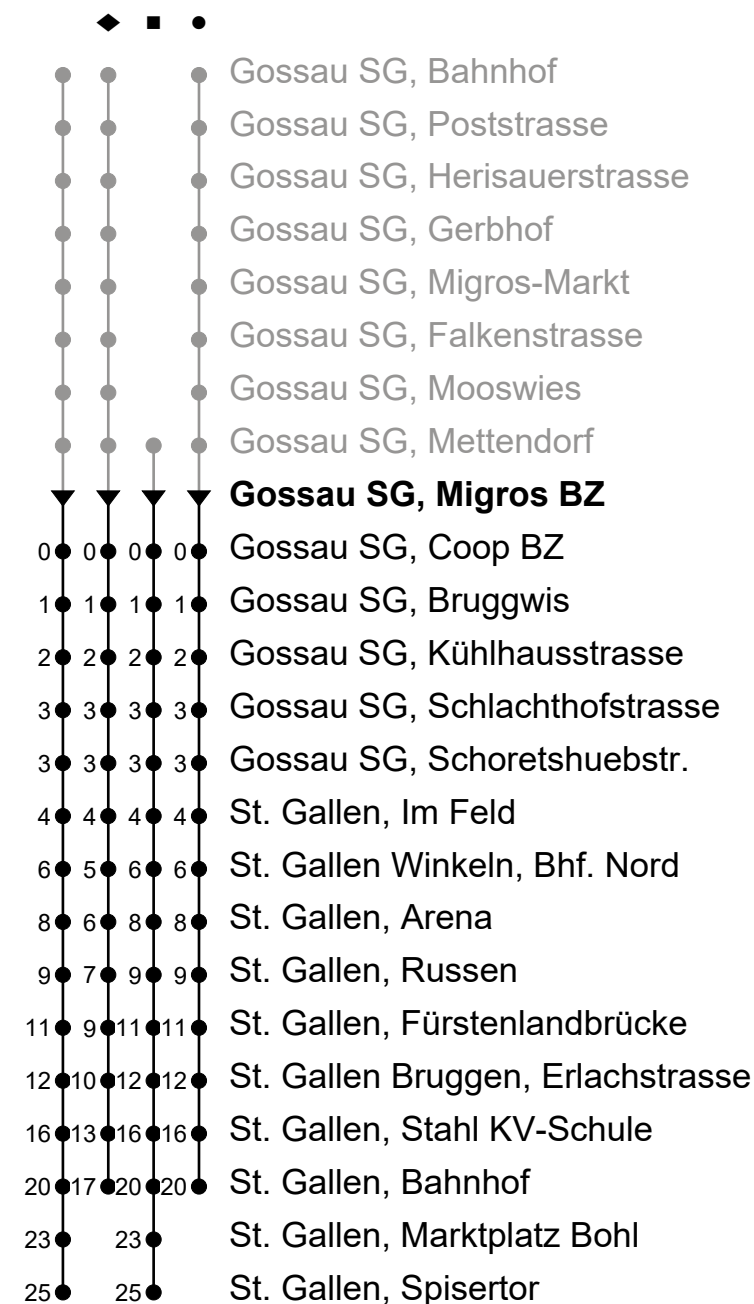 Gossau SG, Bahnhof
Gossau SG, Poststrasse
Gossau SG, Herisauerstrasse
Gossau SG, Gerbhof
Gossau SG, Migros-Markt
Gossau SG, Falkenstrasse
Gossau SG, Mooswies
Gossau SG, Mettendorf
Gossau SG, Migros BZ
0 0 0 0 Gossau SG, Coop BZ
1 1 1 1 Gossau SG, Bruggwis
2 2 2 2 Gossau SG, Kühlhausstrasse
3 3 3 3 Gossau SG, Schlachthofstrasse
3 3 3 3 Gossau SG, Schoretshuebstr.
4 4 4 4 St. Gallen, Im Feld
6 5 6 6 St. Gallen Winkeln, Bhf. Nord
8 6 8 8 St. Gallen, Arena
9 7 9 9 St. Gallen, Russen
11 9 11 11 St. Gallen, Fürstenlandbrücke
12 10 12 12 St. Gallen Bruggen, Erlachstrasse
16 13 16 16 St. Gallen, Stahl KV-Schule
20 17 20 20 St. Gallen, Bahnhof
23 23 St. Gallen, Marktplatz Bohl
25 25 St. Gallen, Spisertor